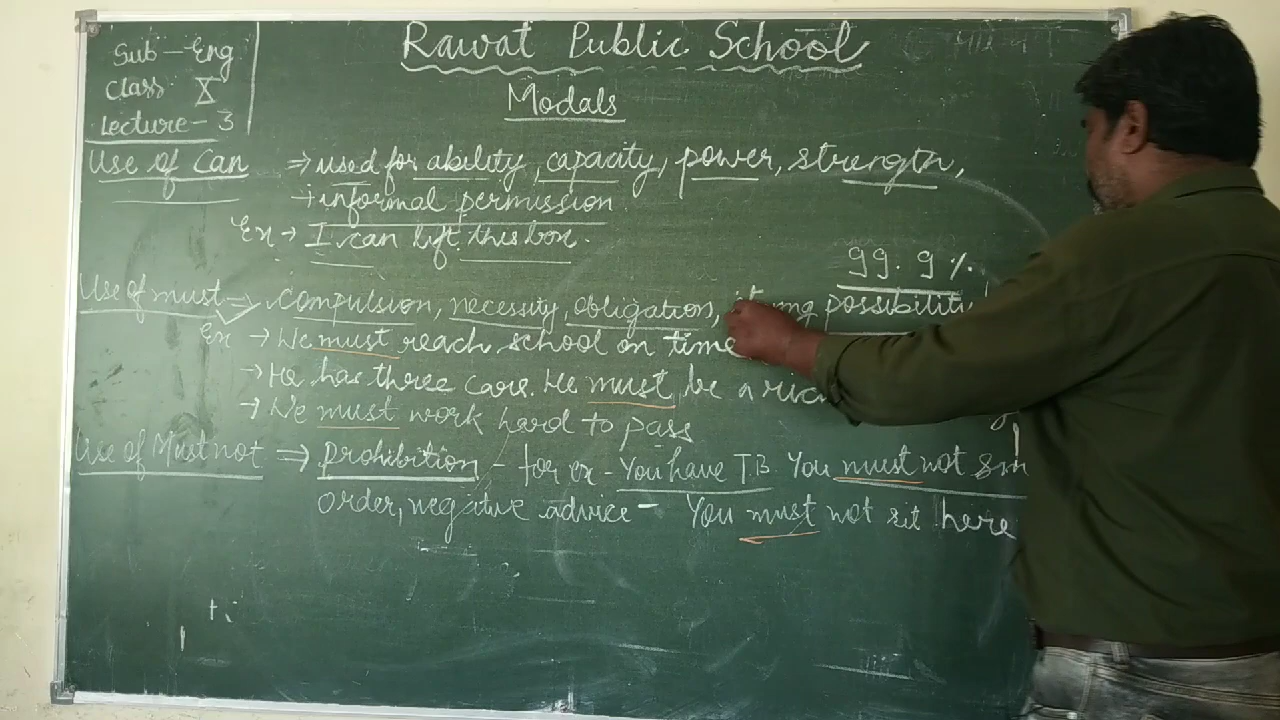 Rawat Public School
Sub - Eng
Class X
Lecture - 3
Modals
Use of Can ⇒ used for ability, capacity, power, strength,
→ informal permission
Ex → I can lift this box.
99.9%
Use of must ⇒ Compulsion, necessity, obligation, possibility
Ex → We must reach school on time
→ He has three cars. He must be a
→ We must work hard to pass
Use of Must not ⇒ prohibition - for ex - You have TB. You must not
order, negative advice - You must not sit here